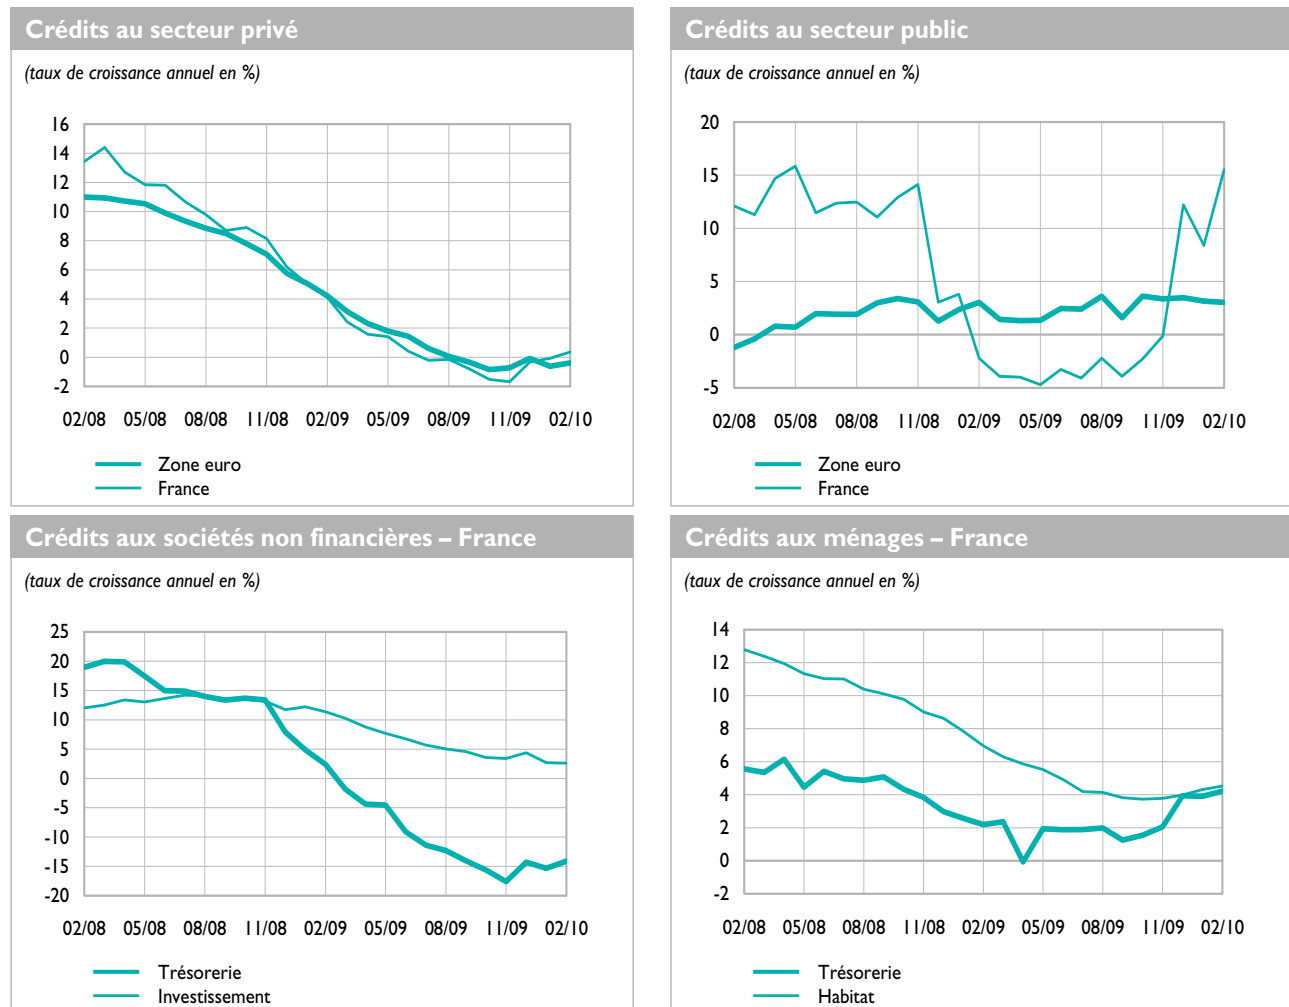 Crédits au secteur privé
(taux de croissance annuel en %)
16
14
12
10
8
6
4
2
0
-2
02/08 05/08 08/08 11/08 02/09 05/09 08/09 11/09 02/10
Zone euro
France
Crédits au secteur public
(taux de croissance annuel en %)
20
15
10
5
0
-5
02/08 05/08 08/08 11/08 02/09 05/09 08/09 11/09 02/10
Zone euro
France
Crédits aux sociétés non financières – France
(taux de croissance annuel en %)
25
20
15
10
5
0
-5
-10
-15
-20
02/08 05/08 08/08 11/08 02/09 05/09 08/09 11/09 02/10
Trésorerie
Investissement
Crédits aux ménages – France
(taux de croissance annuel en %)
14
12
10
8
6
4
2
0
-2
02/08 05/08 08/08 11/08 02/09 05/09 08/09 11/09 02/10
Trésorerie
Habitat